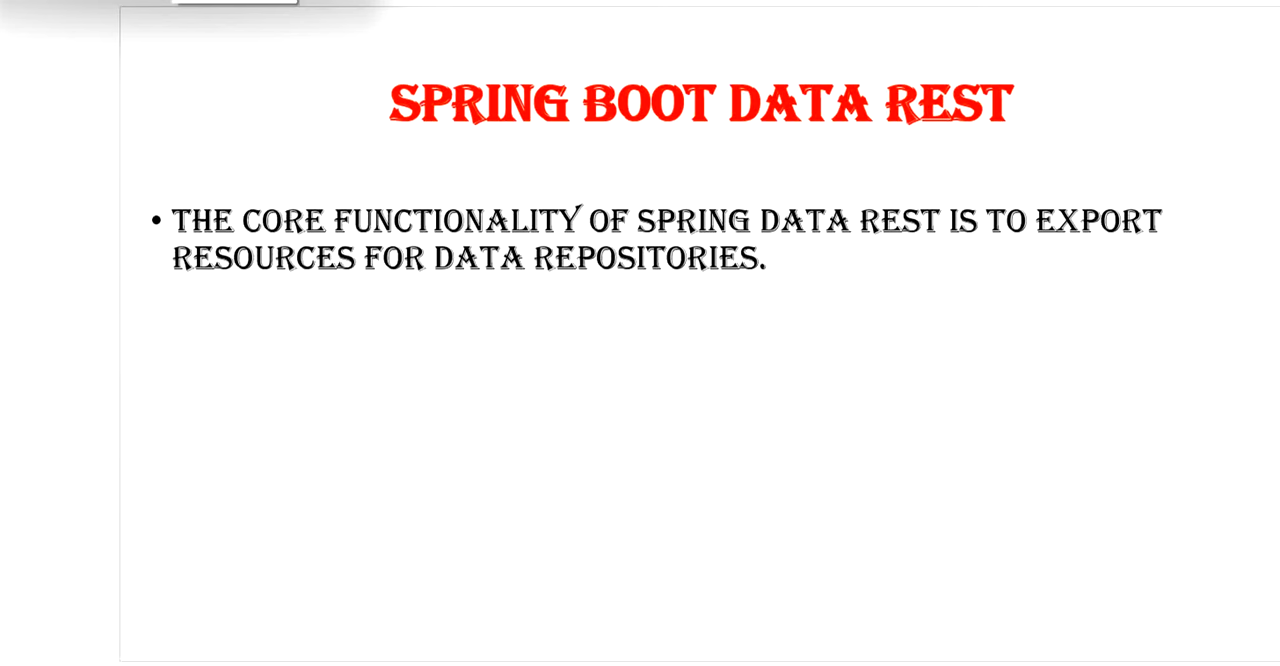 SPRING BOOT DATA REST
• THE CORE FUNCTIONALITY OF SPRING DATA REST IS TO EXPORT
RESOURCES FOR DATA REPOSITORIES.